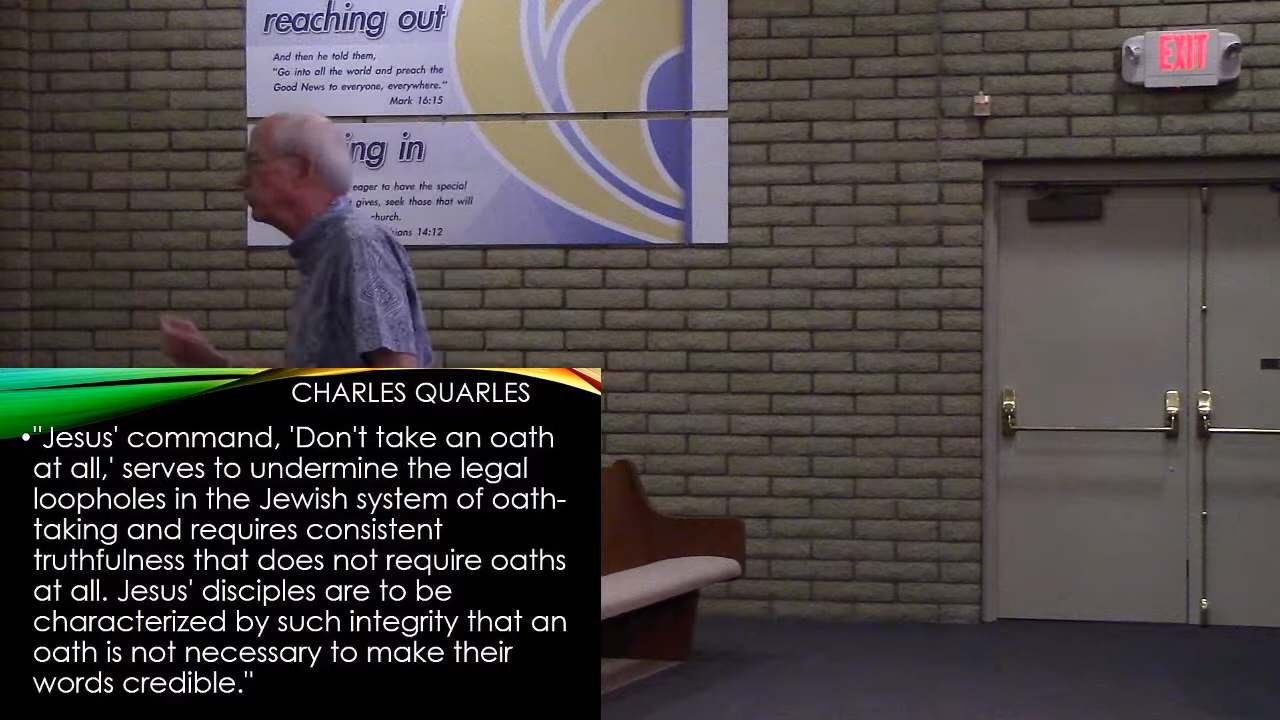 reaching out
And then he told them,
"Go into all the world and preach the
Good News to everyone, everywhere."
Mark 16:15
EXIT
in
eager to have the special
gives, seek those that will
church.
14:12
CHARLES QUARLES
•"Jesus' command, 'Don't take an oath
at all,' serves to undermine the legal
loopholes in the Jewish system of oath-
taking and requires consistent
truthfulness that does not require oaths
at all. Jesus' disciples are to be
characterized by such integrity that an
oath is not necessary to make their
words credible."